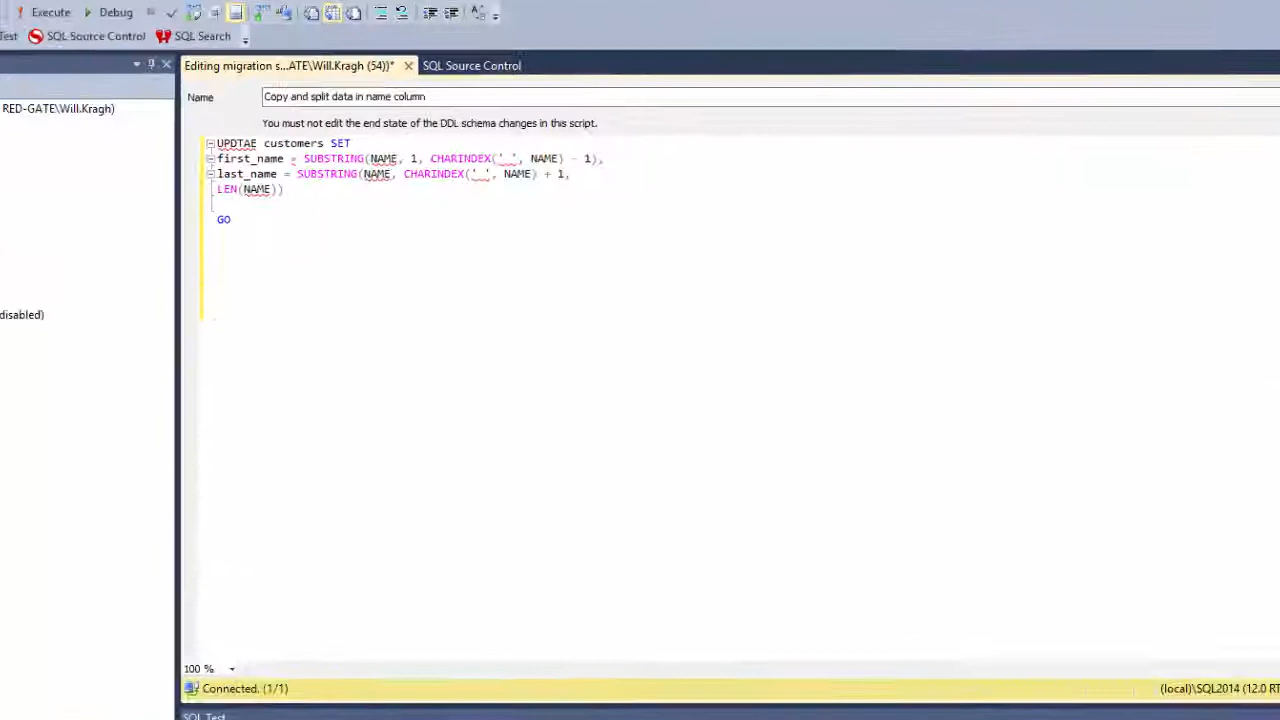 Execute Debug
Test SQL Source Control SQL Search
Editing migration s...ATE\Will.Kragh (54))* SQL Source Control
RED-GATE\Will.Kragh)
Name Copy and split data in name column
You must not edit the end state of the DDL schema changes in this script.
UPDTAE customers SET
first_name = SUBSTRING(NAME, 1, CHARINDEX(' ', NAME) - 1),
last_name = SUBSTRING(NAME, CHARINDEX(' ', NAME) + 1,
LEN(NAME))
GO
disabled)
100 %
Connected. (1/1) (local)\SQL2014 (12.0 RT
SQL Test